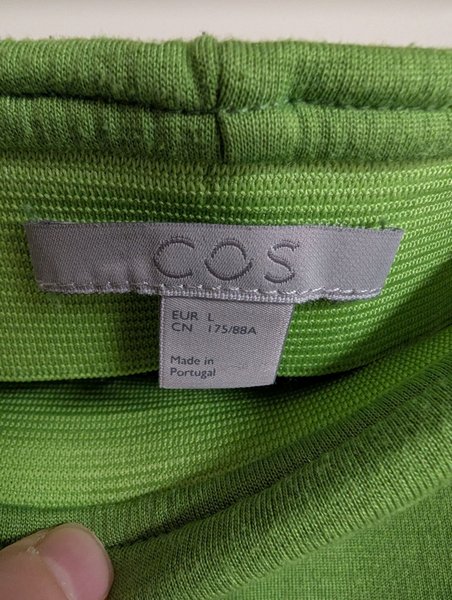 COS
EUR L
CN 175/88A
Made in
Portugal